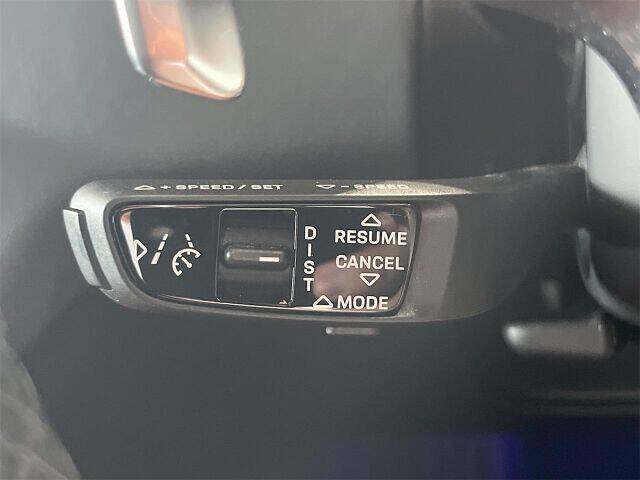 △ + SPEED / SET ▽ - SPEED
DIST
△
RESUME
CANCEL
▽
△ MODE